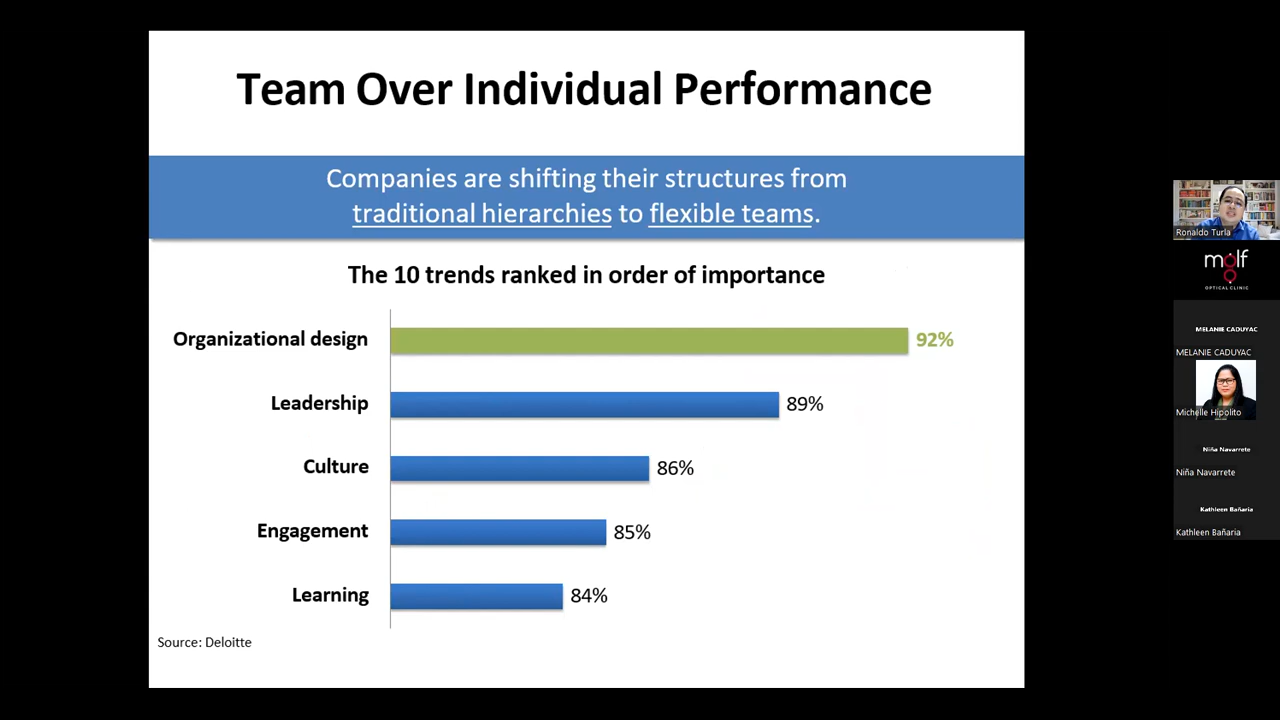 Team Over Individual Performance
Companies are shifting their structures from
traditional hierarchies to flexible teams.
The 10 trends ranked in order of importance
Organizational design 92%
Leadership 89%
Culture 86%
Engagement 85%
Learning 84%
Source: Deloitte
Ronaldo Turla
molf
OPTICAL CLINIC
MELANIE CADUYAC
MELANIE CADUYAC
Michelle Hipolito
Niña Navarrete
Niña Navarrete
Kathleen Bañaria
Kathleen Bañaria